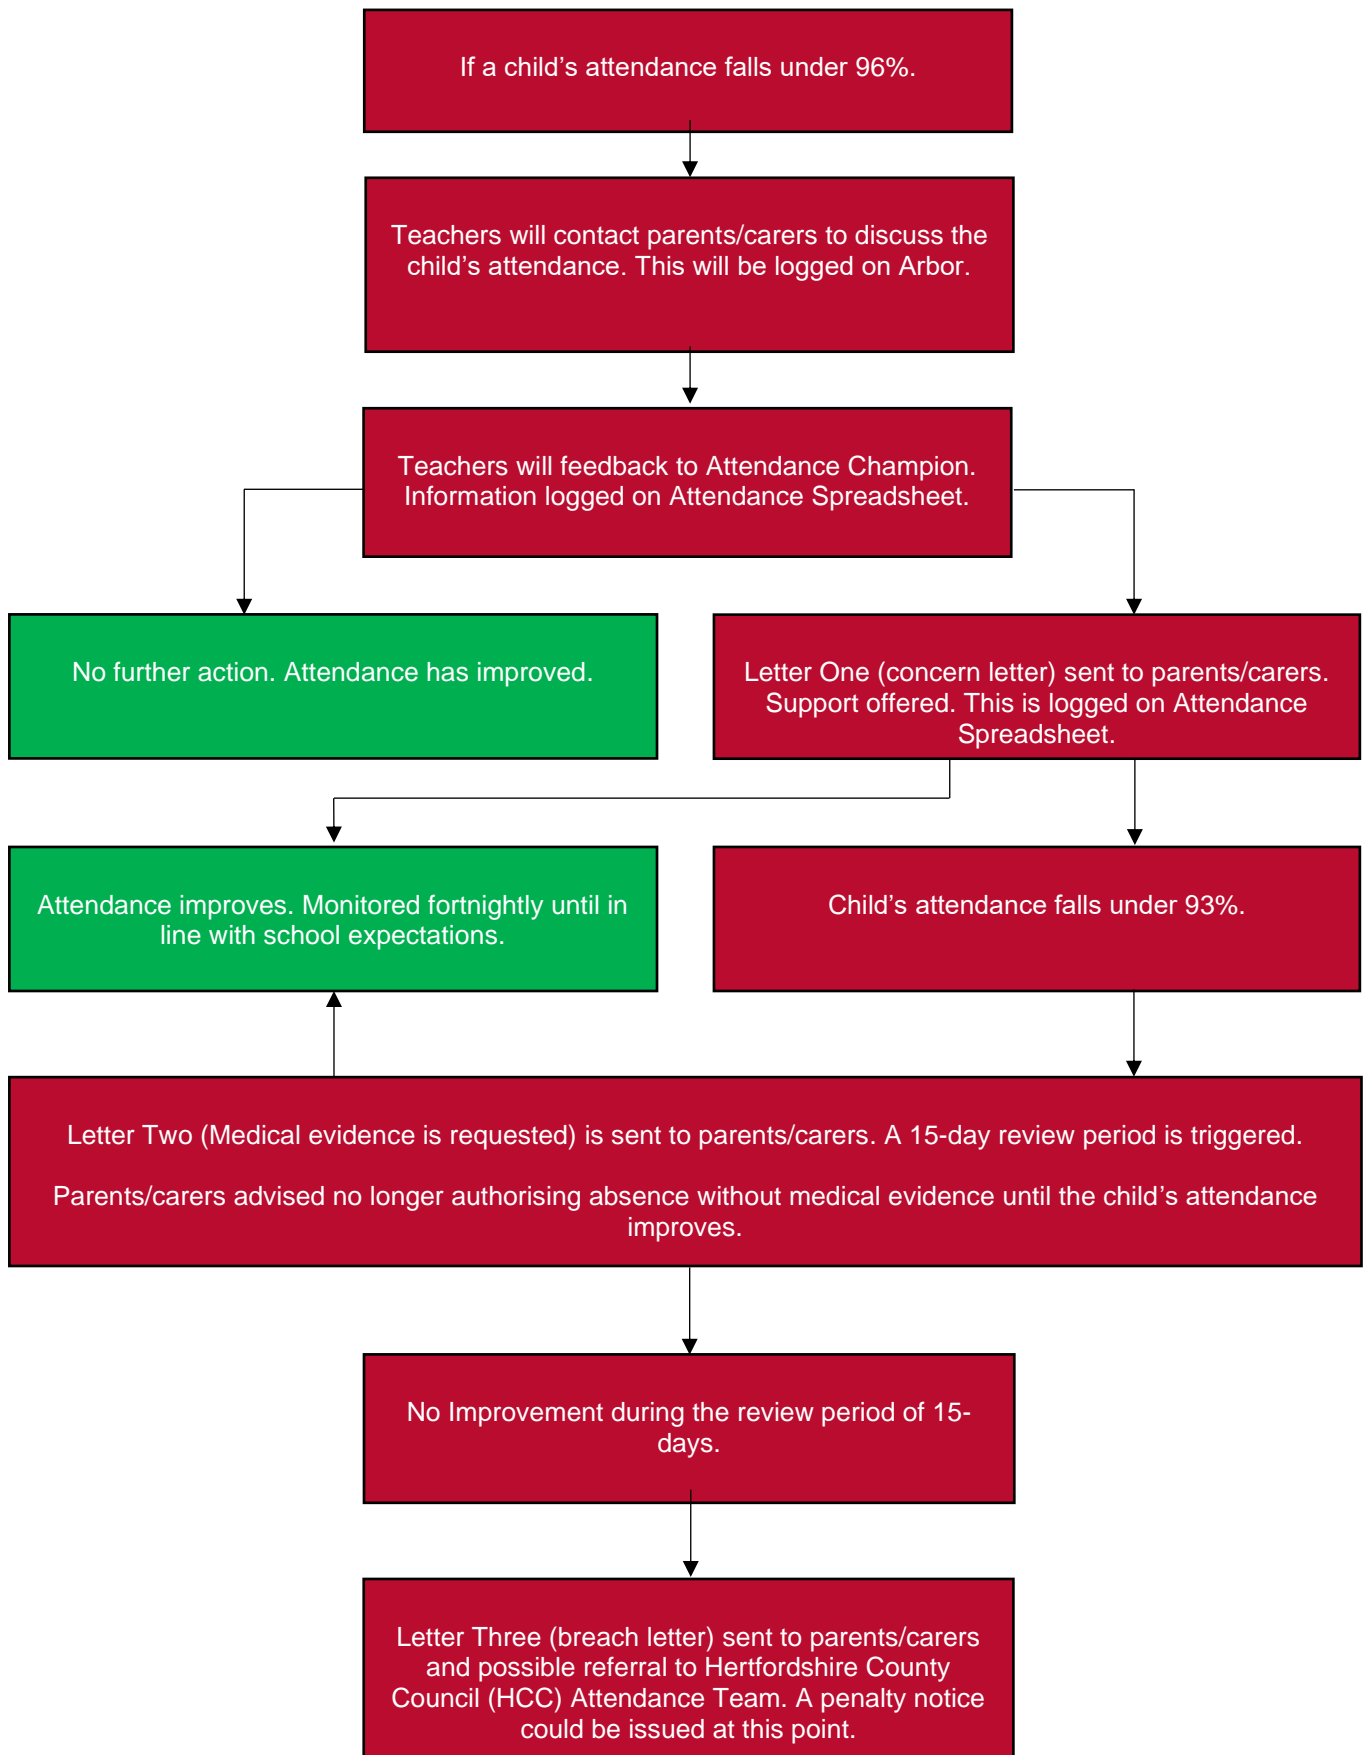 If a child’s attendance falls under 96%.
Teachers will contact parents/carers to discuss the
child’s attendance. This will be logged on Arbor.
Teachers will feedback to Attendance Champion.
Information logged on Attendance Spreadsheet.
No further action. Attendance has improved.
Letter One (concern letter) sent to parents/carers.
Support offered. This is logged on Attendance
Spreadsheet.
Attendance improves. Monitored fortnightly until in
line with school expectations.
Child’s attendance falls under 93%.
Letter Two (Medical evidence is requested) is sent to parents/carers. A 15-day review period is triggered.
Parents/carers advised no longer authorising absence without medical evidence until the child’s attendance
improves.
No Improvement during the review period of 15-
days.
Letter Three (breach letter) sent to parents/carers
and possible referral to Hertfordshire County
Council (HCC) Attendance Team. A penalty notice
could be issued at this point.